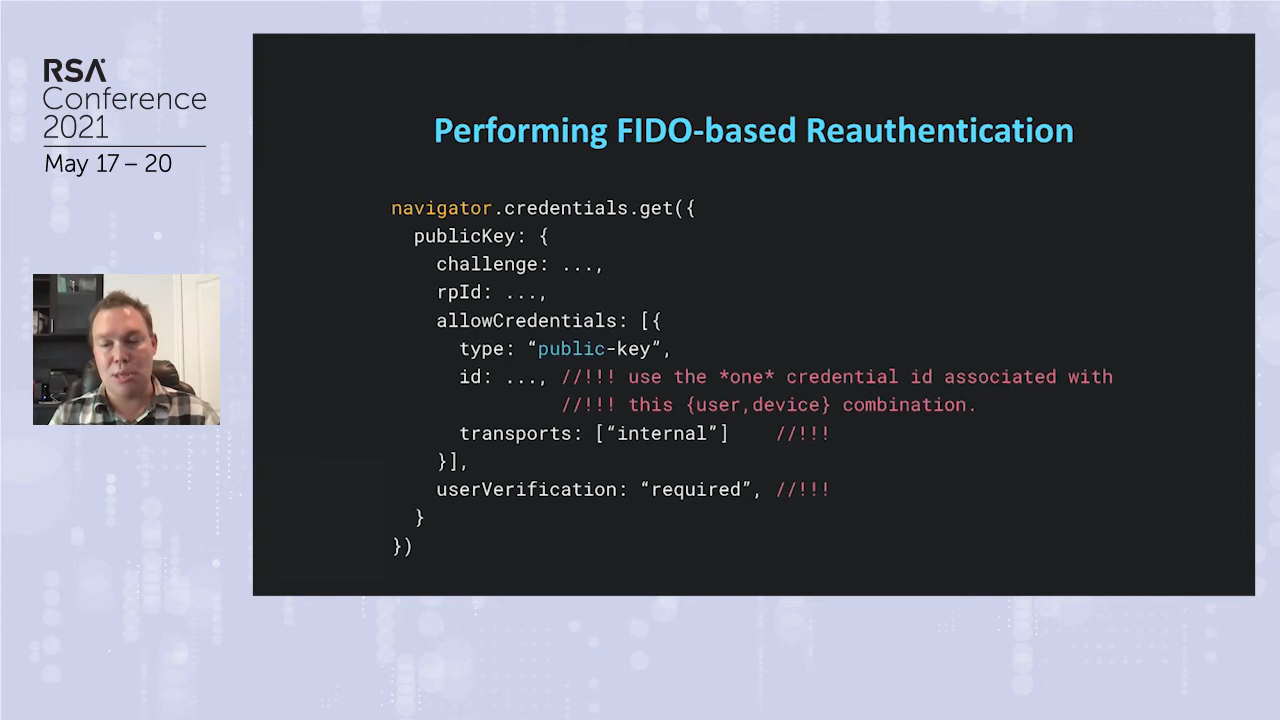 RSA
Conference
2021
May 17 – 20
Performing FIDO-based Reauthentication
navigator.credentials.get({
publicKey: {
challenge: ...,
rpId: ...,
allowCredentials: [{
type: “public-key”,
id: ..., //!!! use the *one* credential id associated with
//!!! this {user,device} combination.
transports: [“internal”] //!!!
}],
userVerification: “required”, //!!!
}
})